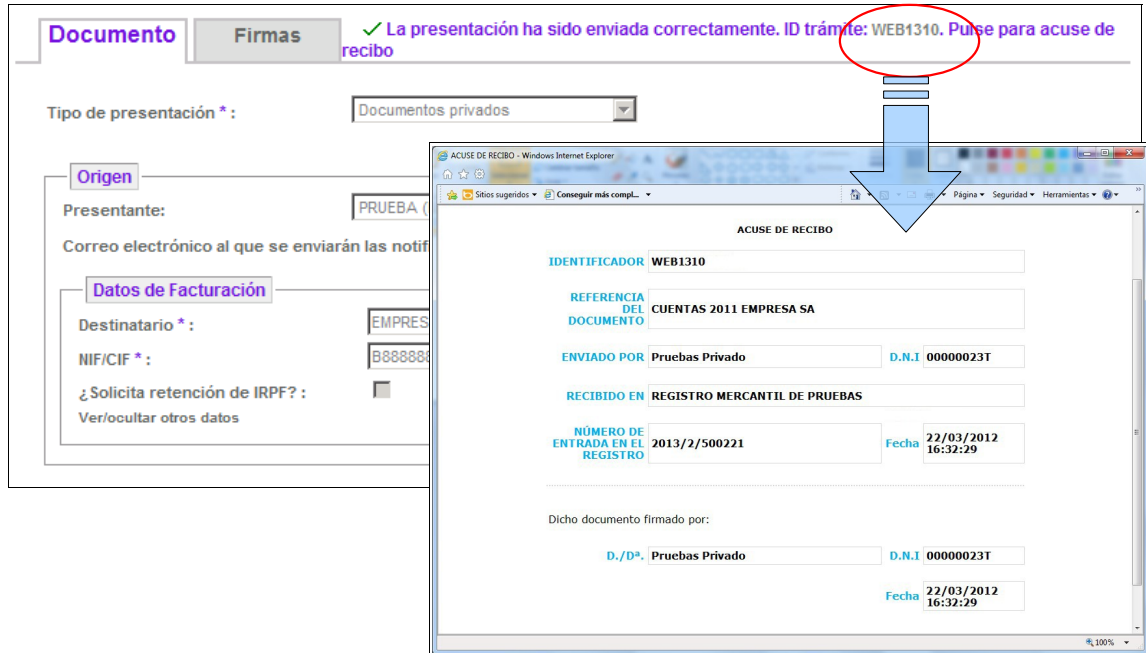 Documento
Firmas
La presentación ha sido enviada correctamente. ID trámite: WEB1310. Pulse para acuse de
recibo
Tipo de presentación * :
Documentos privados
Origen
Presentante:
PRUEBA (
Correo electrónico al que se enviarán las notif
Datos de Facturación
Destinatario * :
EMPRES
NIF/CIF * :
B888888
¿Solicita retención de IRPF? :
Ver/ocultar otros datos
ACUSE DE RECIBO - Windows Internet Explorer
Sitios sugeridos
Conseguir más compl...
Página
Seguridad
Herramientas
ACUSE DE RECIBO
IDENTIFICADOR WEB1310
REFERENCIA
DEL
DOCUMENTO
CUENTAS 2011 EMPRESA SA
ENVIADO POR Pruebas Privado D.N.I 00000023T
RECIBIDO EN REGISTRO MERCANTIL DE PRUEBAS
NÚMERO DE
ENTRADA EN EL
REGISTRO
2013/2/500221
Fecha
22/03/2012
16:32:29
Dicho documento firmado por:
D./Dª. Pruebas Privado D.N.I 00000023T
Fecha
22/03/2012
16:32:29
100%